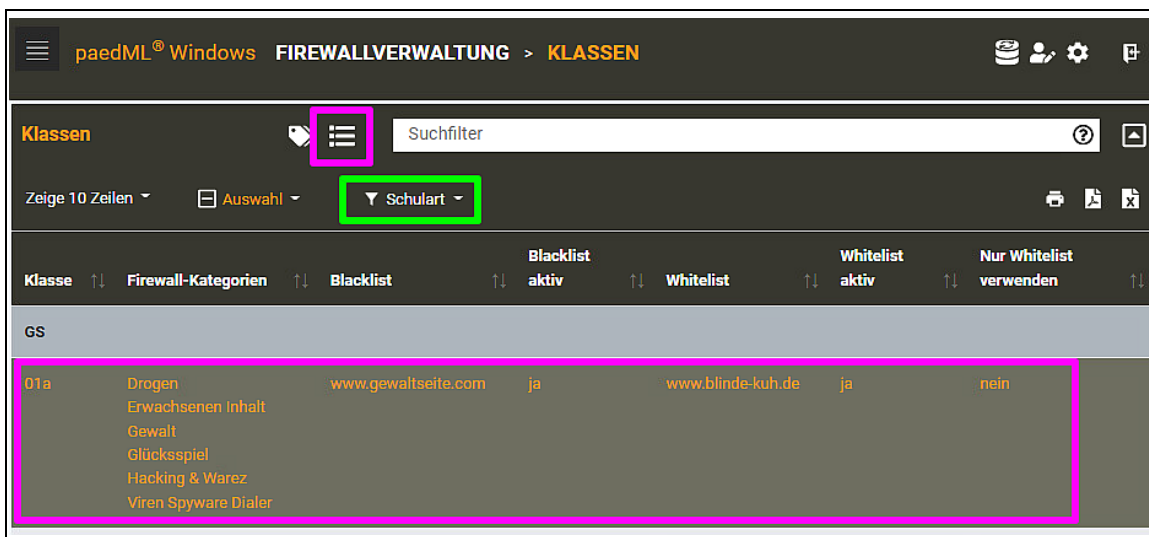 paedML® Windows FIREWALLVERWALTUNG > KLASSEN
Klassen Suchfilter
Zeige 10 Zeilen Auswahl Schulart
Klasse Firewall-Kategorien Blacklist Blacklist aktiv Whitelist Whitelist aktiv Nur Whitelist verwenden
GS
01a Drogen www.gewaltseite.com ja www.blinde-kuh.de ja nein
Erwachsenen Inhalt
Gewalt
Glücksspiel
Hacking & Warez
Viren Spyware Dialer